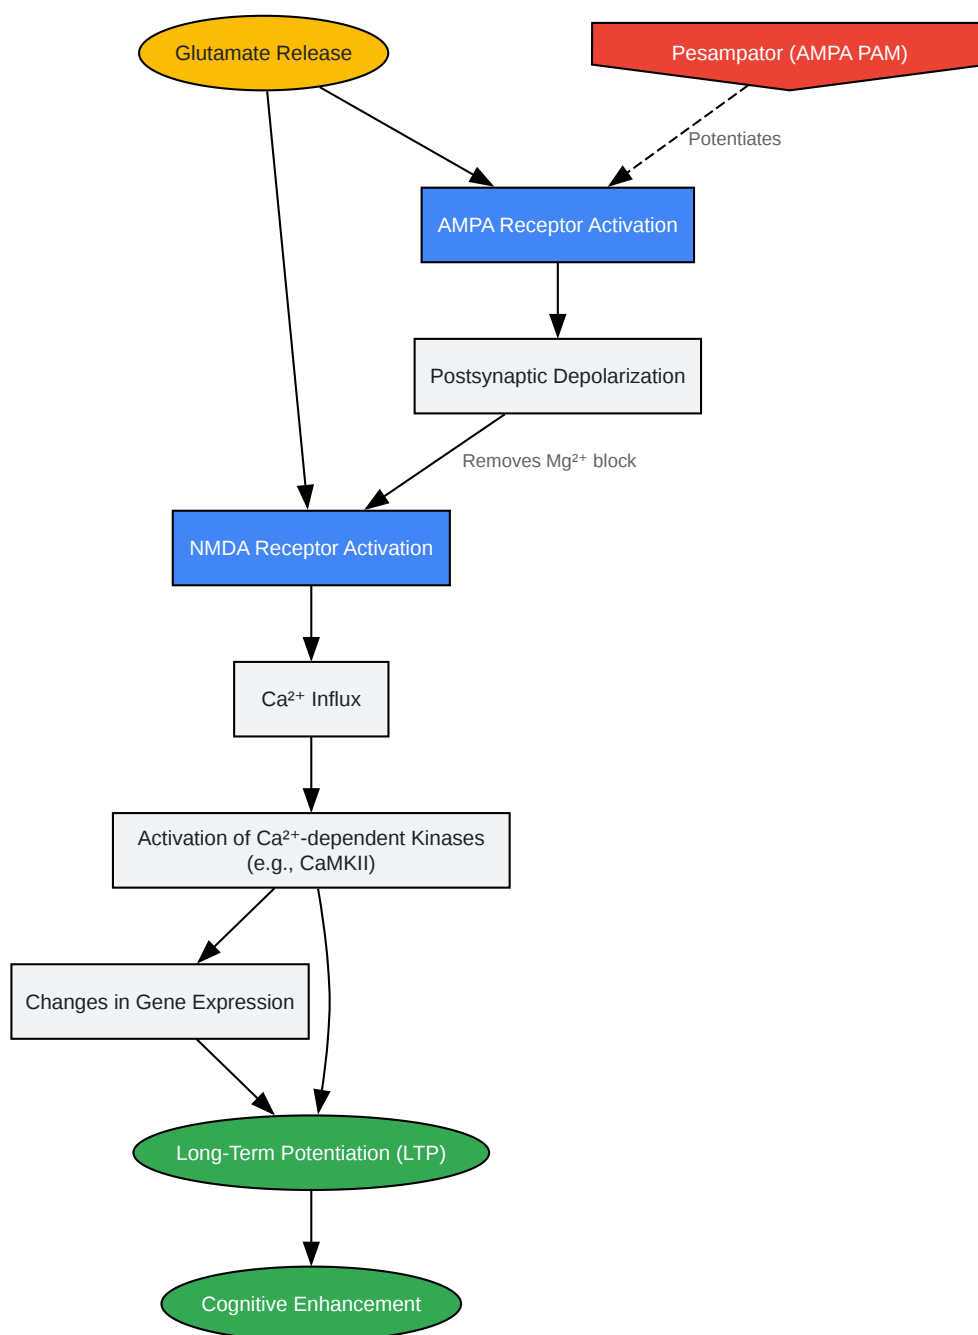 Glutamate Release
Pesampator (AMPA PAM)
Potentiates
AMPA Receptor Activation
Postsynaptic Depolarization
Removes Mg²⁺ block
NMDA Receptor Activation
Ca²⁺ Influx
Activation of Ca²⁺-dependent Kinases
(e.g., CaMKII)
Changes in Gene Expression
Long-Term Potentiation (LTP)
Cognitive Enhancement